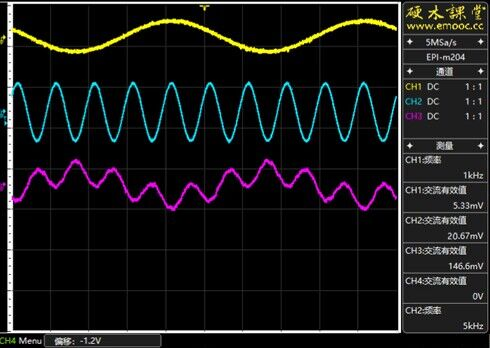 硬木課堂
www.emooc.cc
5MSa/s
EPI-m204
通道
CH1 DC 1 : 1
CH2 DC 1 : 1
CH3 DC 1 : 1
测量
CH1:频率
1kHz
CH1:交流有效值
5.33mV
CH2:交流有效值
20.67mV
CH3:交流有效值
146.6mV
CH4:交流有效值
0V
CH2:频率
5kHz
CH4 Menu 偏移: -1.2V